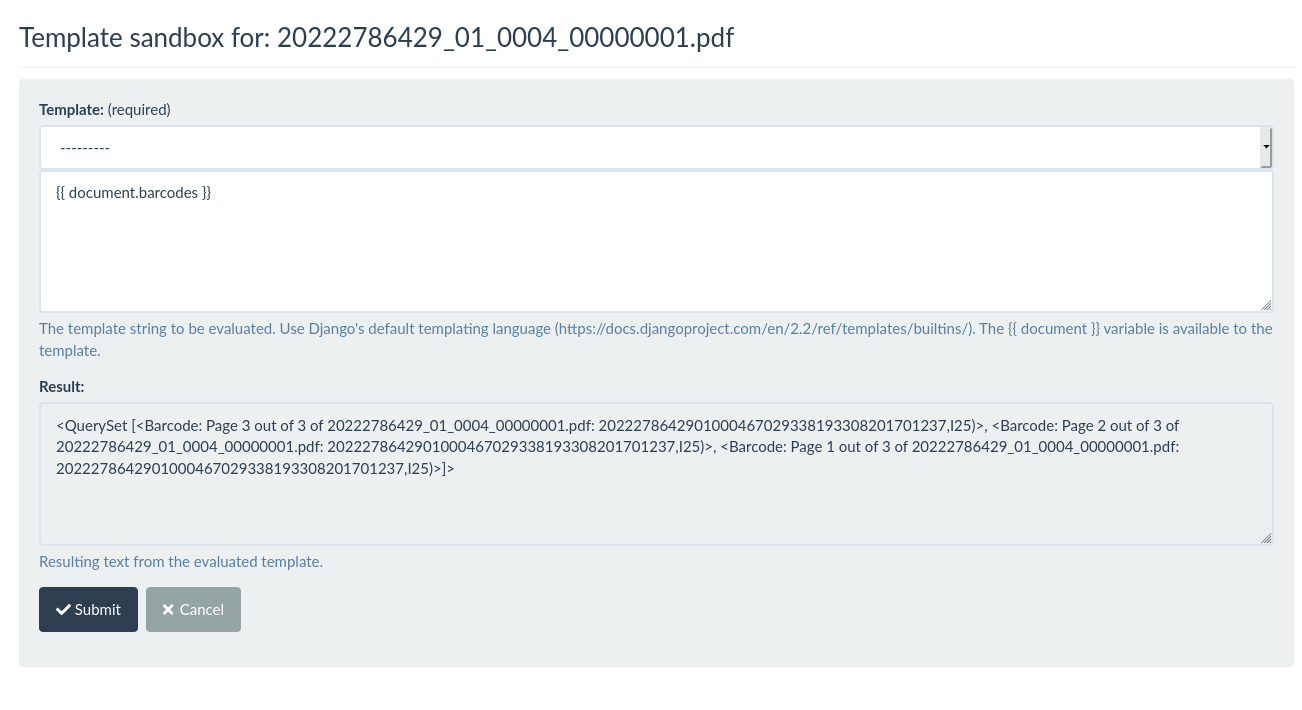 Template sandbox for: 20222786429_01_0004_00000001.pdf
Template: (required)
---------
{{ document.barcodes }}
The template string to be evaluated. Use Django's default templating language (https://docs.djangoproject.com/en/2.2/ref/templates/builtins/). The {{ document }} variable is available to the
template.
Result:
<QuerySet [<Barcode: Page 3 out of 3 of 20222786429_01_0004_00000001.pdf: 2022278642901000467029338193308201701237,I25)>, <Barcode: Page 2 out of 3 of
20222786429_01_0004_00000001.pdf: 2022278642901000467029338193308201701237,I25)>, <Barcode: Page 1 out of 3 of 20222786429_01_0004_00000001.pdf:
2022278642901000467029338193308201701237,I25)>]>
Resulting text from the evaluated template.
Submit Cancel